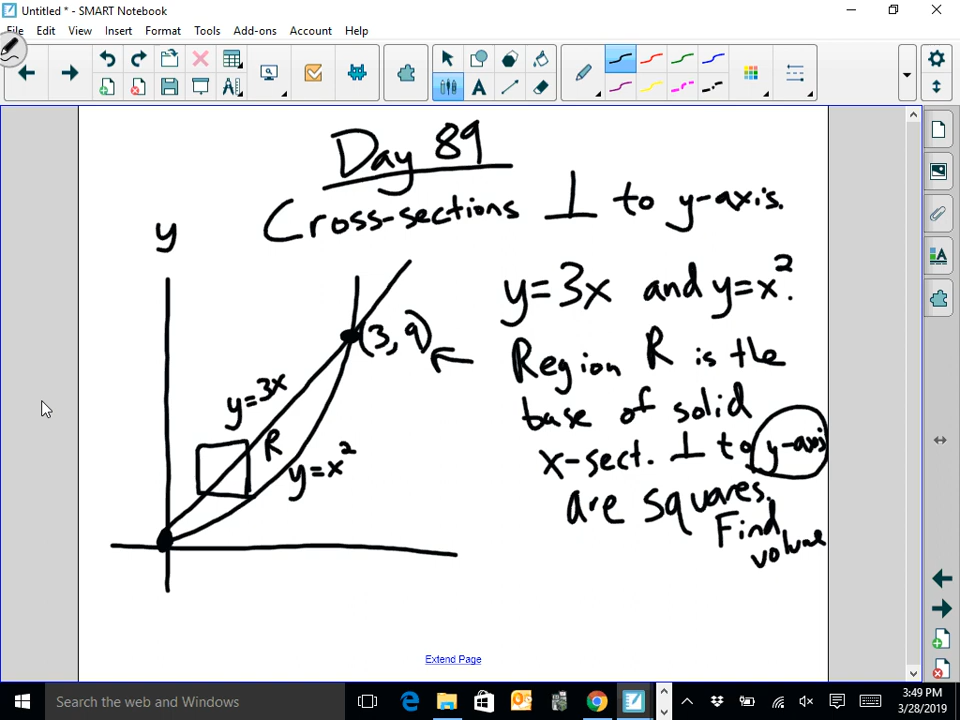 Untitled * - SMART Notebook
File Edit View Insert Format Tools Add-ons Account Help
Day 89
Cross-sections ⊥ to y-axis.
y
y=3x and y=x².
(3, 9)
Region R is the
base of solid
y=3x
R
y=x²
x-sect. ⊥ to y-axis
are squares.
Find
volume
Extend Page
Search the web and Windows
3:49 PM
3/28/2019